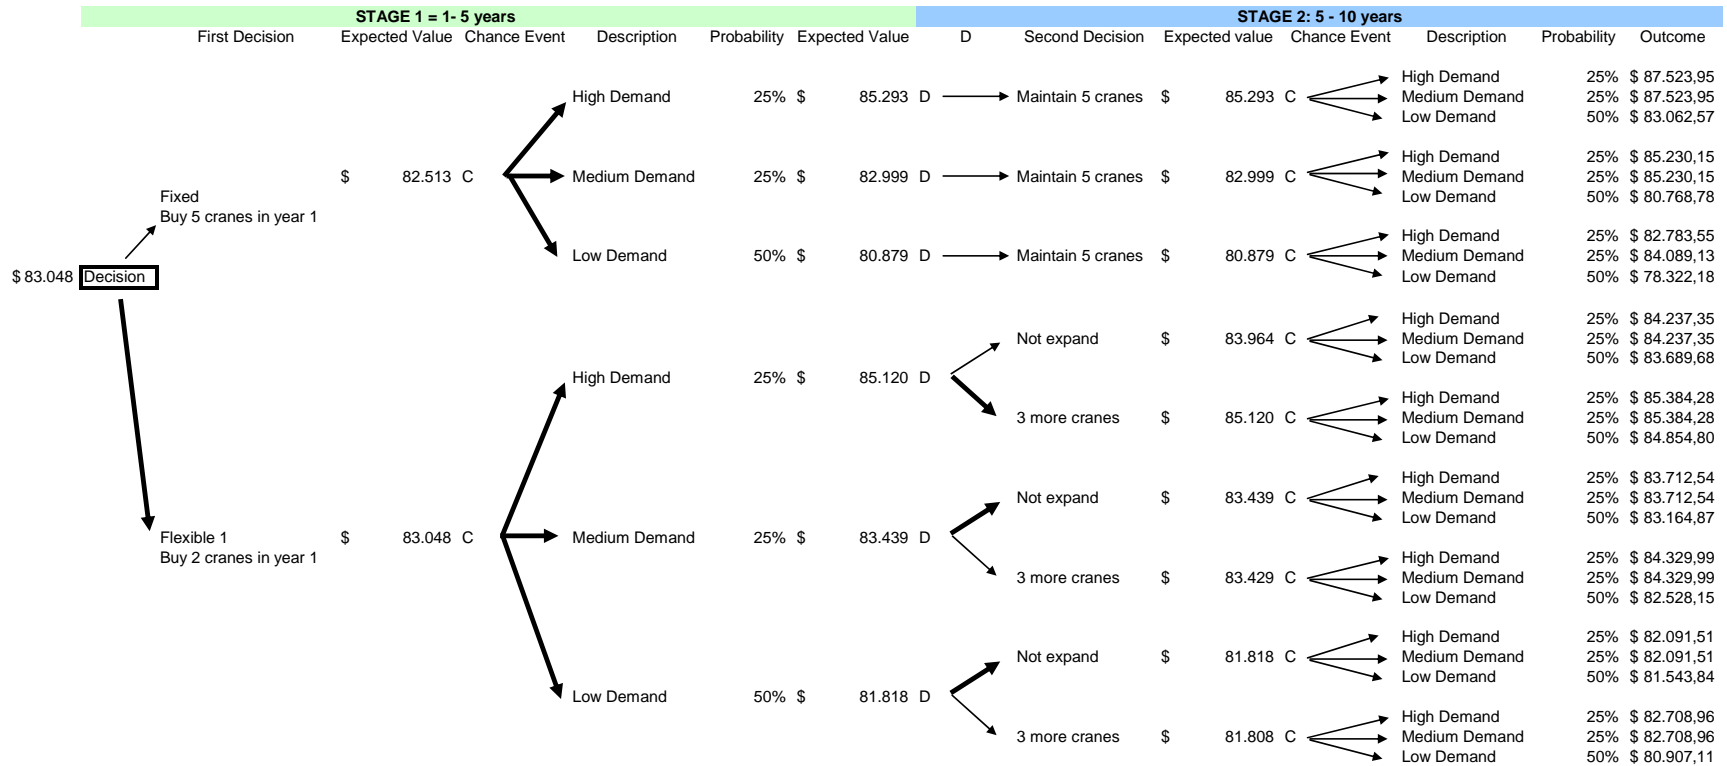 STAGE 1 = 1- 5 years STAGE 2: 5 - 10 years
First Decision Expected Value Chance Event Description Probability Expected Value D Second Decision Expected value Chance Event Description Probability Outcome
High Demand 25% $ 87.523,95
High Demand 25% $ 85.293 D Maintain 5 cranes $ 85.293 C Medium Demand 25% $ 87.523,95
Low Demand 50% $ 83.062,57
High Demand 25% $ 85.230,15
$ 82.513 C Medium Demand 25% $ 82.999 D Maintain 5 cranes $ 82.999 C Medium Demand 25% $ 85.230,15
Fixed Low Demand 50% $ 80.768,78
Buy 5 cranes in year 1
High Demand 25% $ 82.783,55
Low Demand 50% $ 80.879 D Maintain 5 cranes $ 80.879 C Medium Demand 25% $ 84.089,13
$ 83.048 Decision Low Demand 50% $ 78.322,18
High Demand 25% $ 84.237,35
Not expand $ 83.964 C Medium Demand 25% $ 84.237,35
Low Demand 50% $ 83.689,68
High Demand 25% $ 85.120 D
High Demand 25% $ 85.384,28
3 more cranes $ 85.120 C Medium Demand 25% $ 85.384,28
Low Demand 50% $ 84.854,80
High Demand 25% $ 83.712,54
Not expand $ 83.439 C Medium Demand 25% $ 83.712,54
Low Demand 50% $ 83.164,87
Flexible 1 $ 83.048 C Medium Demand 25% $ 83.439 D
Buy 2 cranes in year 1 High Demand 25% $ 84.329,99
3 more cranes $ 83.429 C Medium Demand 25% $ 84.329,99
Low Demand 50% $ 82.528,15
High Demand 25% $ 82.091,51
Not expand $ 81.818 C Medium Demand 25% $ 82.091,51
Low Demand 50% $ 81.543,84
Low Demand 50% $ 81.818 D
High Demand 25% $ 82.708,96
3 more cranes $ 81.808 C Medium Demand 25% $ 82.708,96
Low Demand 50% $ 80.907,11